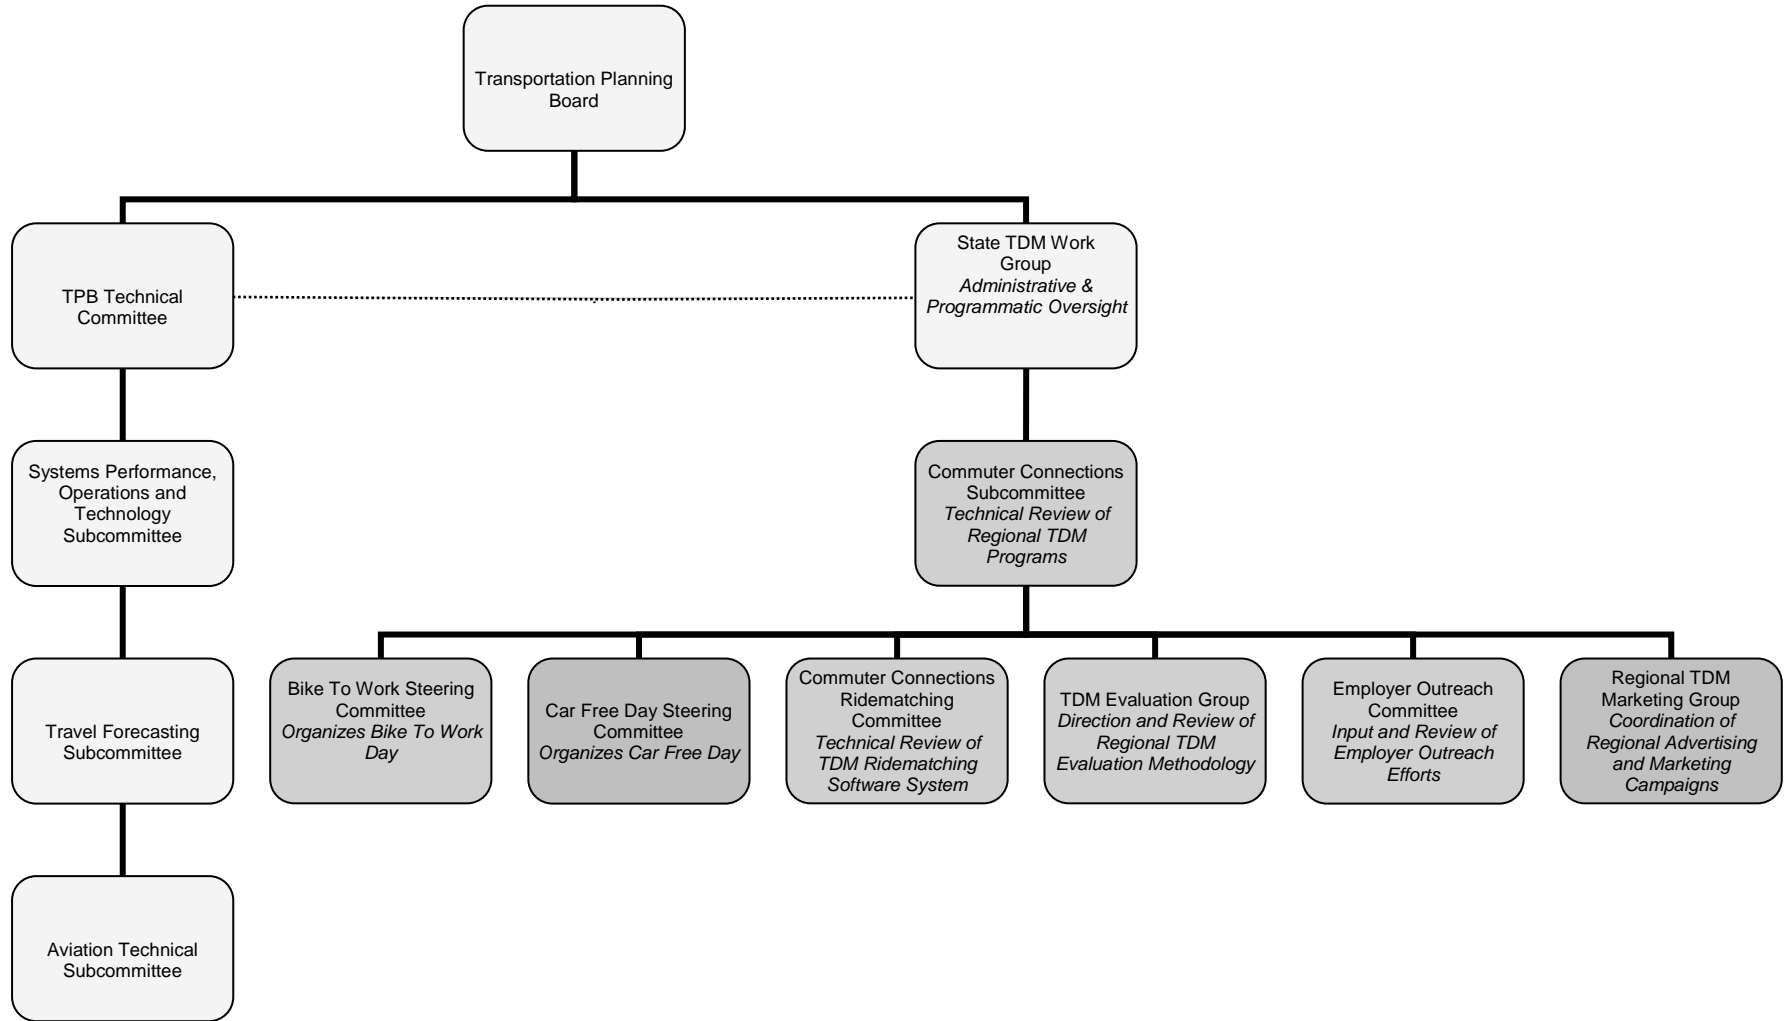 Transportation Planning
Board
TPB Technical
Committee
State TDM Work
Group
Administrative &
Programmatic Oversight
Systems Performance,
Operations and
Technology
Subcommittee
Commuter Connections
Subcommittee
Technical Review of
Regional TDM
Programs
Travel Forecasting
Subcommittee
Bike To Work Steering
Committee
Organizes Bike To Work
Day
Car Free Day Steering
Committee
Organizes Car Free Day
Commuter Connections
Ridematching
Committee
Technical Review of
TDM Ridematching
Software System
TDM Evaluation Group
Direction and Review of
Regional TDM
Evaluation Methodology
Employer Outreach
Committee
Input and Review of
Employer Outreach
Efforts
Regional TDM
Marketing Group
Coordination of
Regional Advertising
and Marketing
Campaigns
Aviation Technical
Subcommittee